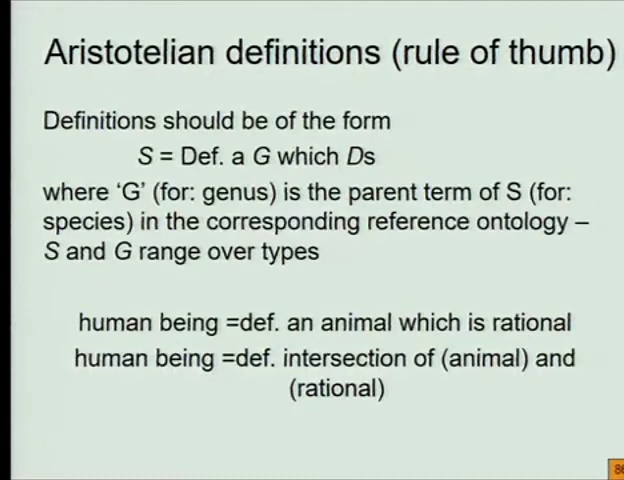 Aristotelian definitions (rule of thumb)
Definitions should be of the form
S = Def. a G which Ds
where ‘G’ (for: genus) is the parent term of S (for:
species) in the corresponding reference ontology –
S and G range over types
human being =def. an animal which is rational
human being =def. intersection of (animal) and
(rational)